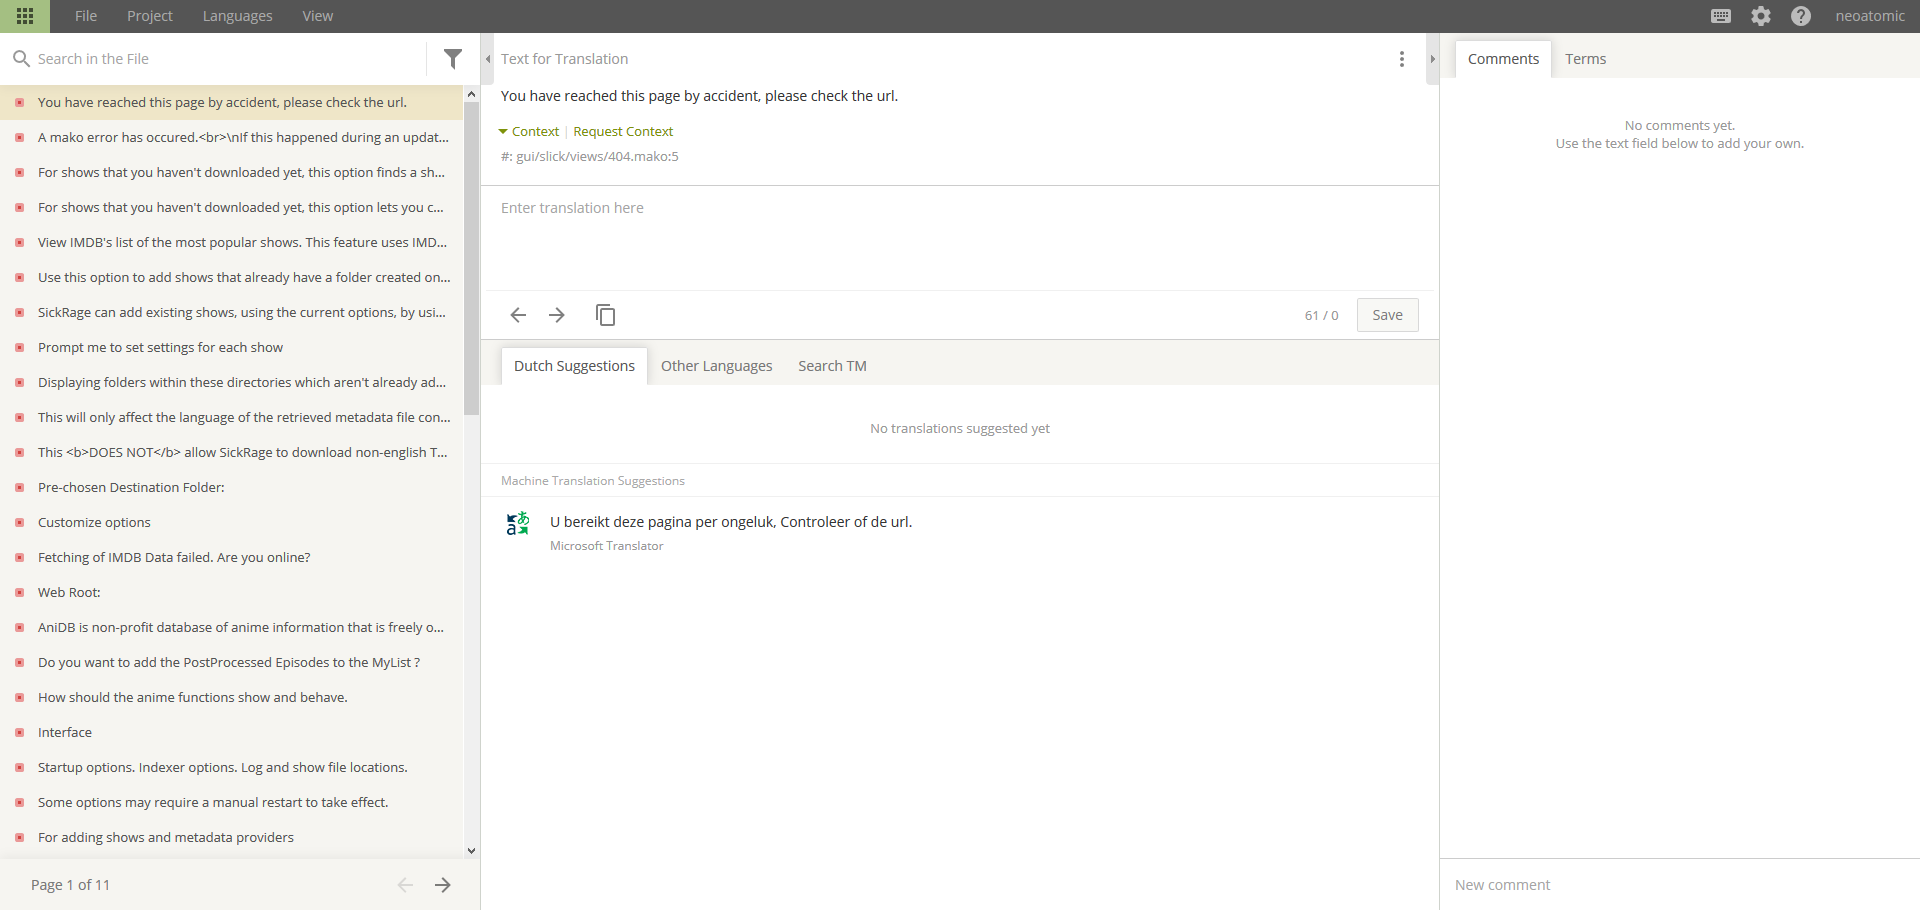 File Project Languages View neoatomic
Search in the File
You have reached this page by accident, please check the url.
A mako error has occured.<br>\nIf this happened during an updat...
For shows that you haven't downloaded yet, this option finds a sh...
For shows that you haven't downloaded yet, this option lets you c...
View IMDB's list of the most popular shows. This feature uses IMD...
Use this option to add shows that already have a folder created on...
SickRage can add existing shows, using the current options, by usi...
Prompt me to set settings for each show
Displaying folders within these directories which aren't already ad...
This will only affect the language of the retrieved metadata file con...
This <b>DOES NOT</b> allow SickRage to download non-english T...
Pre-chosen Destination Folder:
Customize options
Fetching of IMDB Data failed. Are you online?
Web Root:
AniDB is non-profit database of anime information that is freely o...
Do you want to add the PostProcessed Episodes to the MyList ?
How should the anime functions show and behave.
Interface
Startup options. Indexer options. Log and show file locations.
Some options may require a manual restart to take effect.
For adding shows and metadata providers
Page 1 of 11
Text for Translation
You have reached this page by accident, please check the url.
Context | Request Context
#: gui/slick/views/404.mako:5
Enter translation here
61 / 0 Save
Dutch Suggestions Other Languages Search TM
No translations suggested yet
Machine Translation Suggestions
U bereikt deze pagina per ongeluk, Controleer of de url.
Microsoft Translator
Comments Terms
No comments yet.
Use the text field below to add your own.
New comment